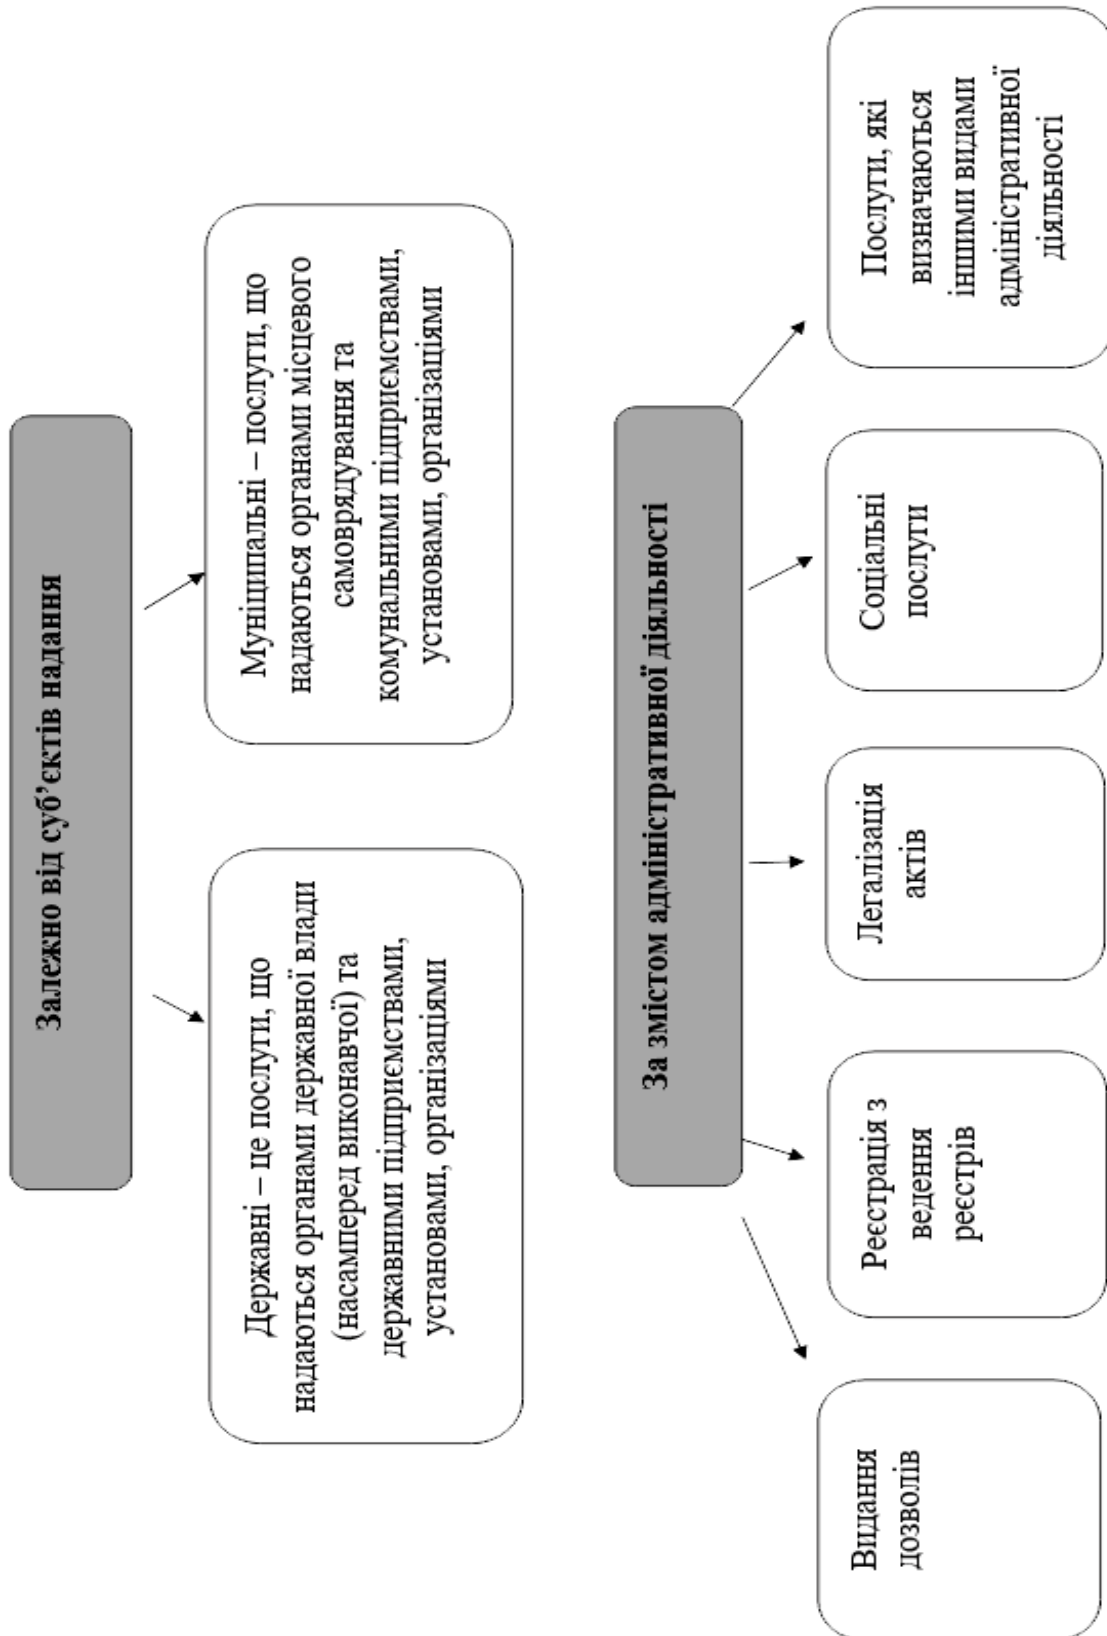 Залежно від суб’єктів надання
Державні – це послуги, що
надаються органами державної влади
(насамперед виконавчої) та
державними підприємствами,
установами, організаціями
Муніципальні – послуги, що
надаються органами місцевого
самоврядування та
комунальними підприємствами,
установами, організаціями
За змістом адміністративної діяльності
Видання
дозволів
Реєстрація з
ведення
реєстрів
Легалізація
актів
Соціальні
послуги
Послуги, які
визначаються
іншими видами
адміністративної
діяльності